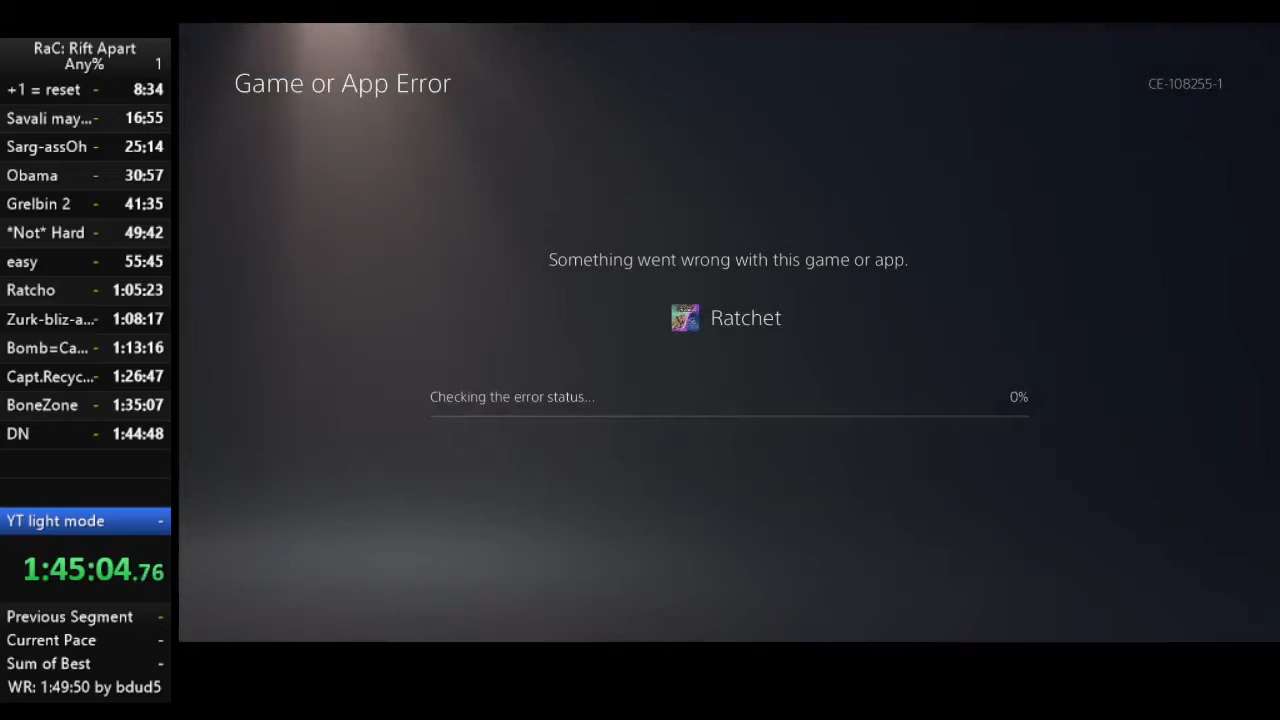 RaC: Rift Apart
Any% 1
+1 = reset - 8:34
Savali may...- 16:55
Sarg-assOh - 25:14
Obama - 30:57
Grelbin 2 - 41:35
*Not* Hard - 49:42
easy - 55:45
Ratcho - 1:05:23
Zurk-bliz-a...- 1:08:17
Bomb=Ca... - 1:13:16
Capt.Recyc...- 1:26:47
BoneZone - 1:35:07
DN - 1:44:48
YT light mode -
1:45:04.76
Previous Segment -
Current Pace -
Sum of Best -
WR: 1:49:50 by bdud5
Game or App Error
CE-108255-1
Something went wrong with this game or app.
Ratchet
Checking the error status... 0%